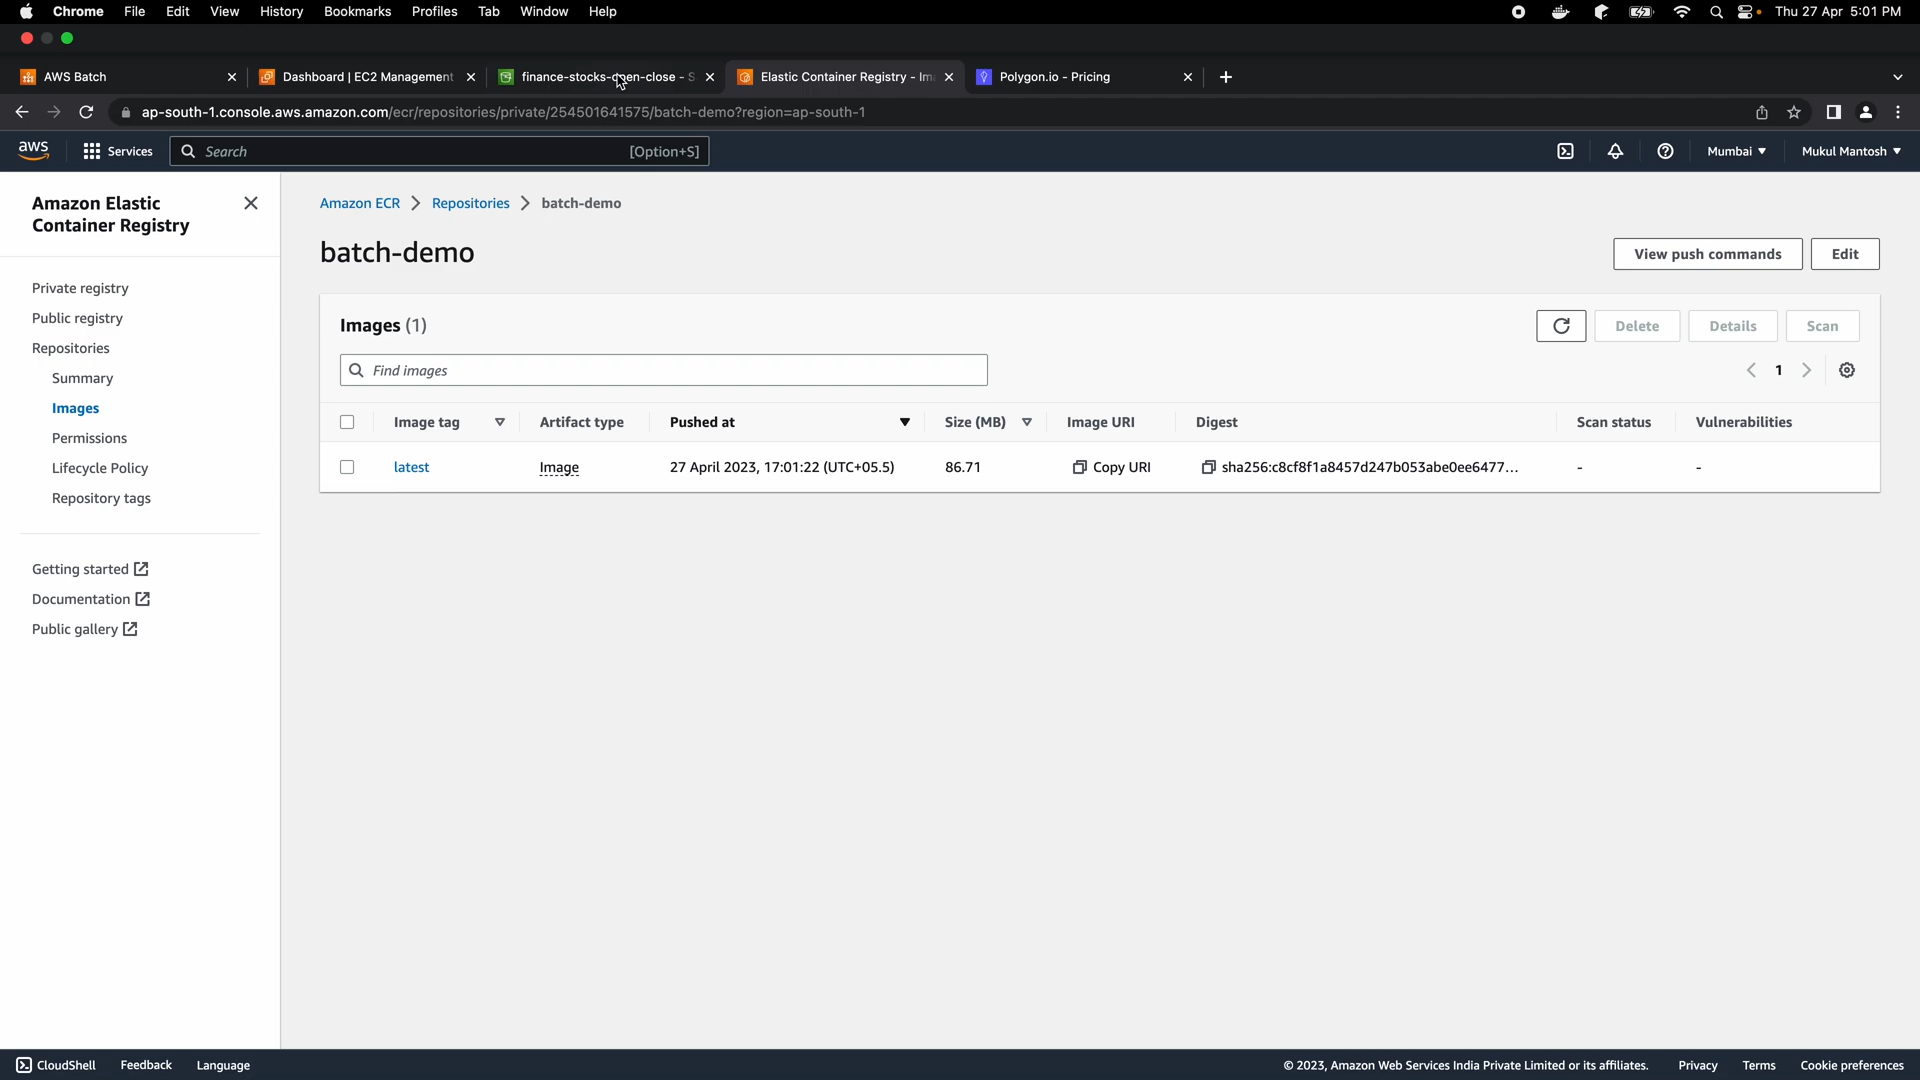 Chrome File Edit View History Bookmarks Profiles Tab Window Help Thu 27 Apr 5:01 PM
AWS Batch Dashboard | EC2 Management finance-stocks-open-close - S Elastic Container Registry - Im Polygon.io - Pricing
ap-south-1.console.aws.amazon.com/ecr/repositories/private/254501641575/batch-demo?region=ap-south-1
aws Services Search [Option+S] Mumbai Mukul Mantosh
Amazon Elastic
Container Registry
Private registry
Public registry
Repositories
Summary
Images
Permissions
Lifecycle Policy
Repository tags
Getting started
Documentation
Public gallery
Amazon ECR Repositories batch-demo
batch-demo View push commands Edit
Images (1) Delete Details Scan
Find images 1
Image tag Artifact type Pushed at Size (MB) Image URI Digest Scan status Vulnerabilities
latest Image 27 April 2023, 17:01:22 (UTC+05.5) 86.71 Copy URI sha256:c8cf8f1a8457d247b053abe0ee6477... - -
CloudShell Feedback Language © 2023, Amazon Web Services India Private Limited or its affiliates. Privacy Terms Cookie preferences